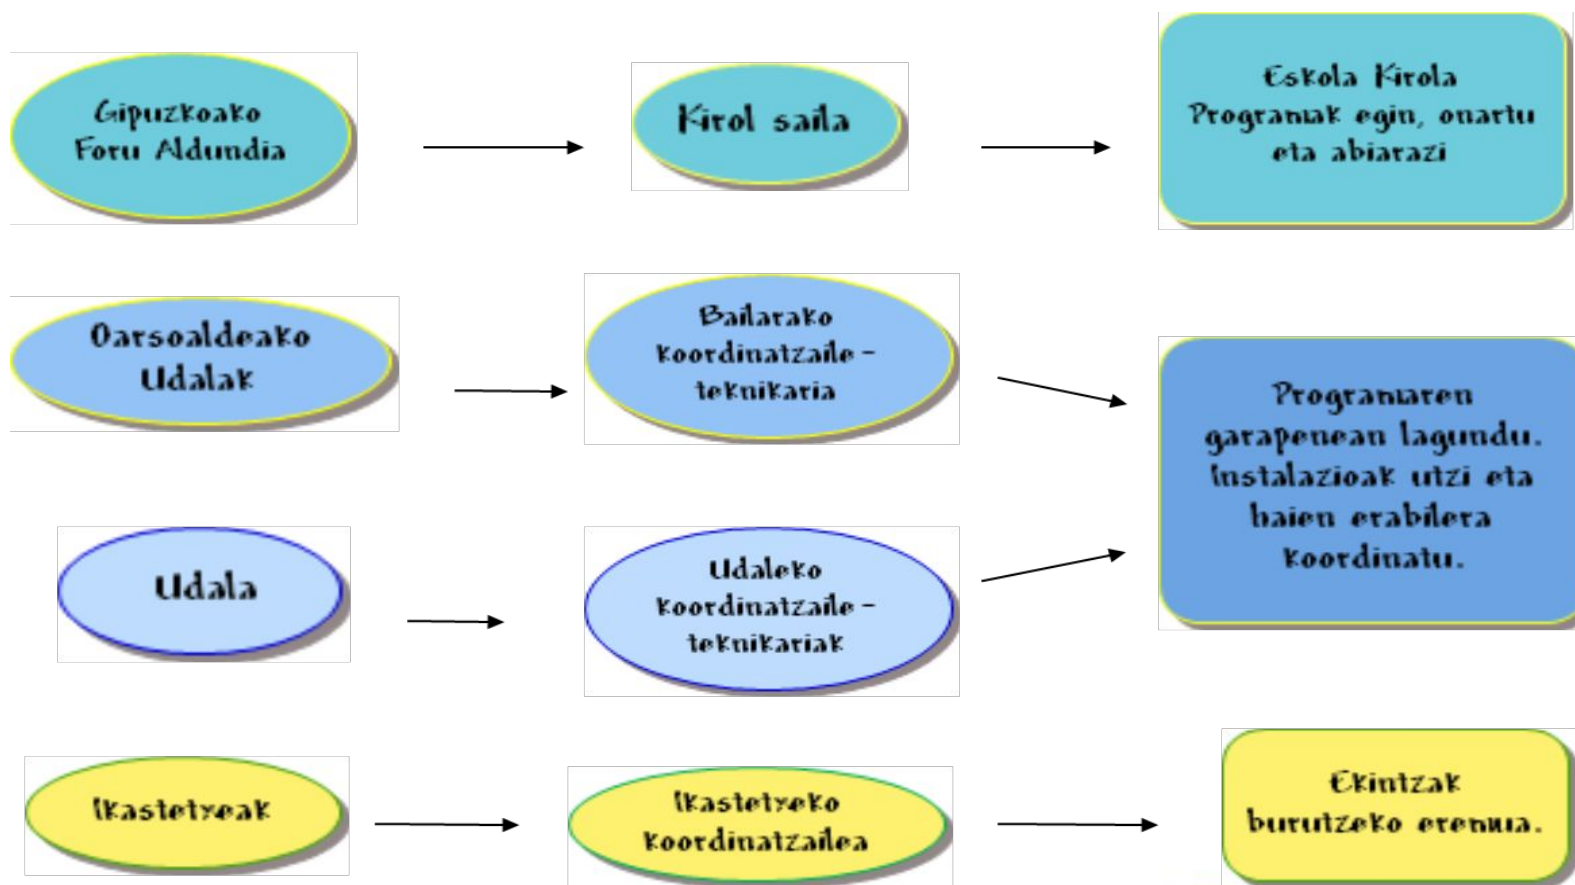 Gipuzkoako
Foru Aldundia
Kirol saila
Eskola Kirola
Programak egin, onartu
eta abiarazi
Oarsoaldeako
Udalak
Bailarako
koordinatzaile-
teknikaria
Programaren
garapenean lagundu.
Instalazioak utzi eta
haien erabilera
koordinatu.
Udala
Udaleko
koordinatzaile-
teknikariak
Ikastetxeak
Ikastetxeko
koordinatzailea
Ekintzak
burutzeko eremua.